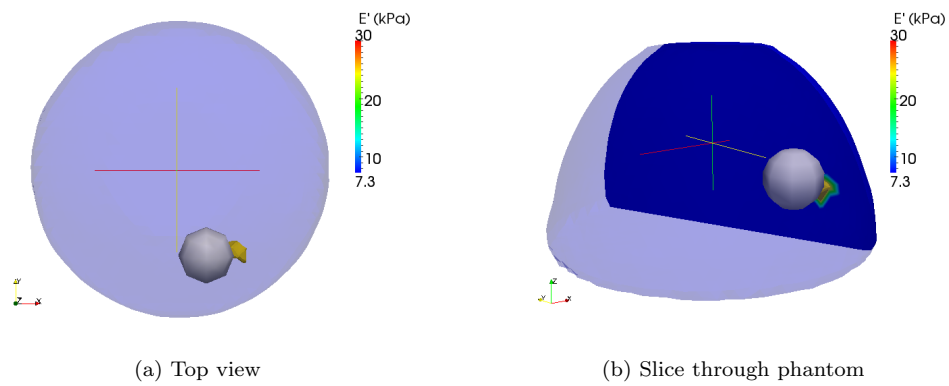 E' (kPa)
30
20
10
7.3
Y
Z X
(a) Top view
E' (kPa)
30
20
10
7.3
Z
Y X
(b) Slice through phantom